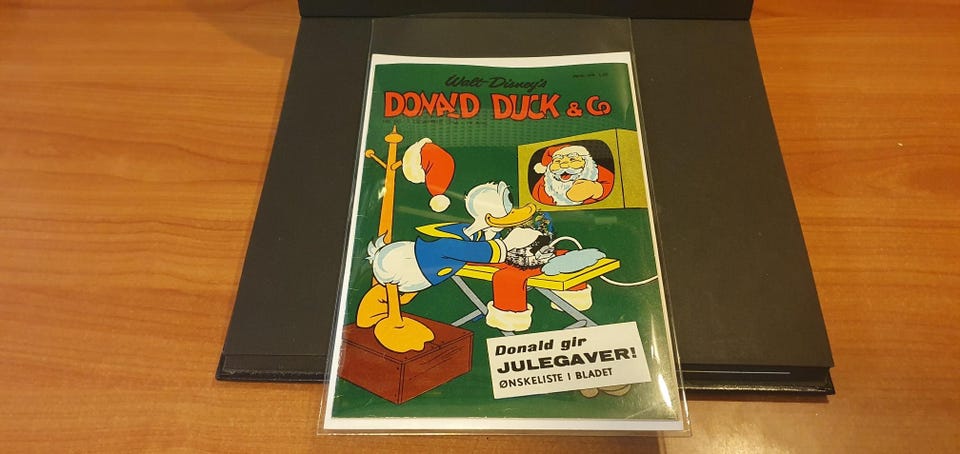 Walt Disney's
DONALD DUCK & Co
Donald gir
JULEGAVER!
ØNSKELISTE I BLADET